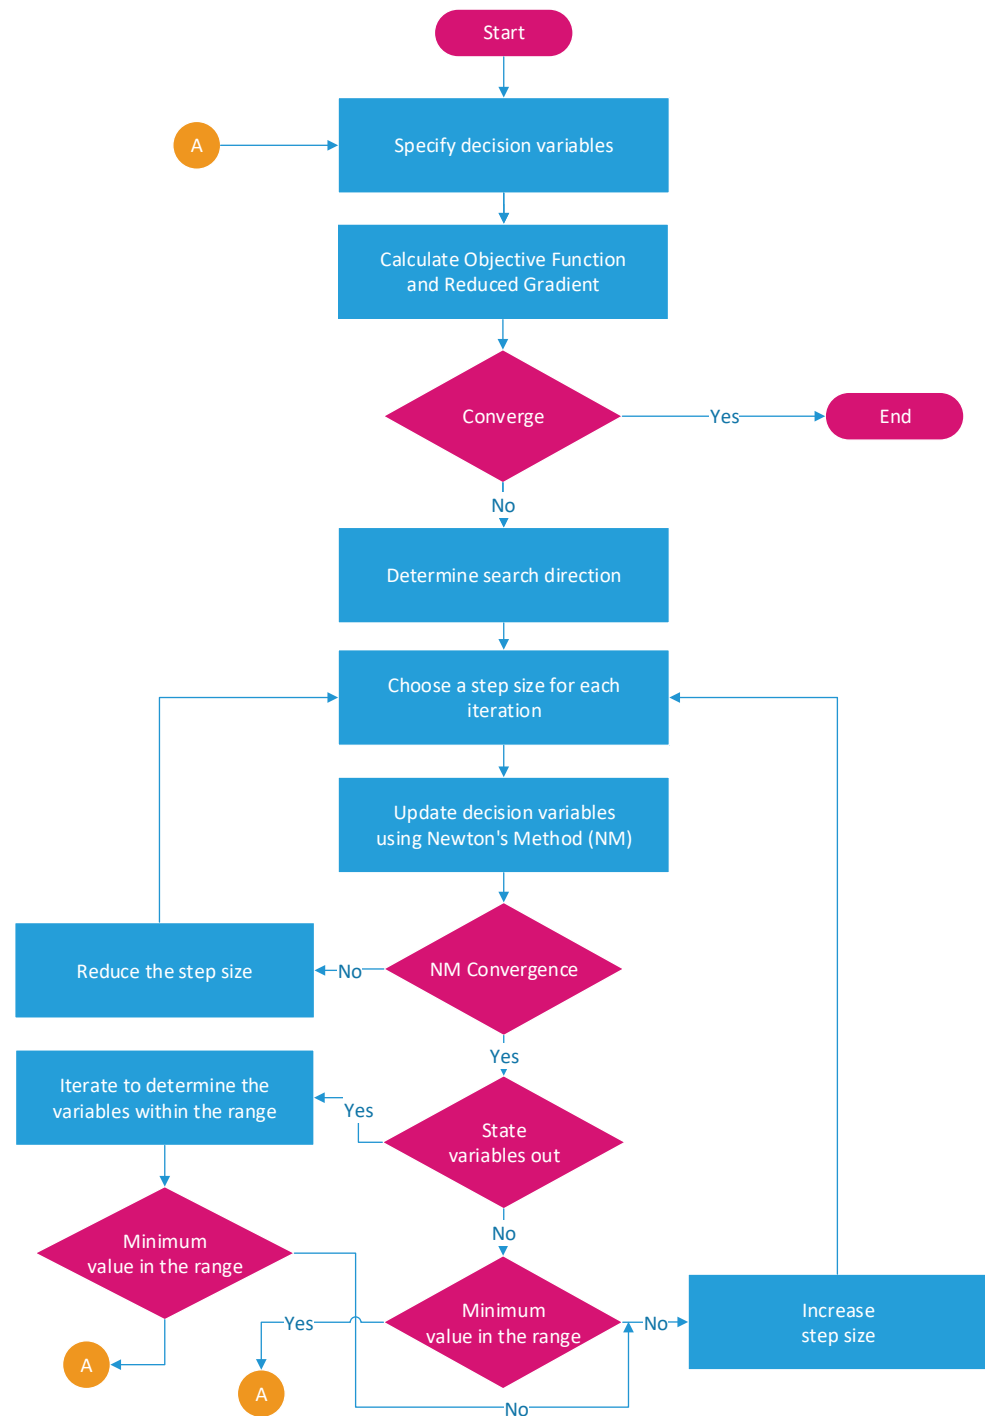 Start
A
Specify decision variables
Calculate Objective Function
and Reduced Gradient
Converge
Yes
End
No
Determine search direction
Choose a step size for each
iteration
Update decision variables
using Newton's Method (NM)
Reduce the step size
No
NM Convergence
Yes
Iterate to determine the
variables within the range
Yes
State
variables out
No
Minimum
value in the range
Yes
Minimum
value in the range
No
Increase
step size
A
A
No